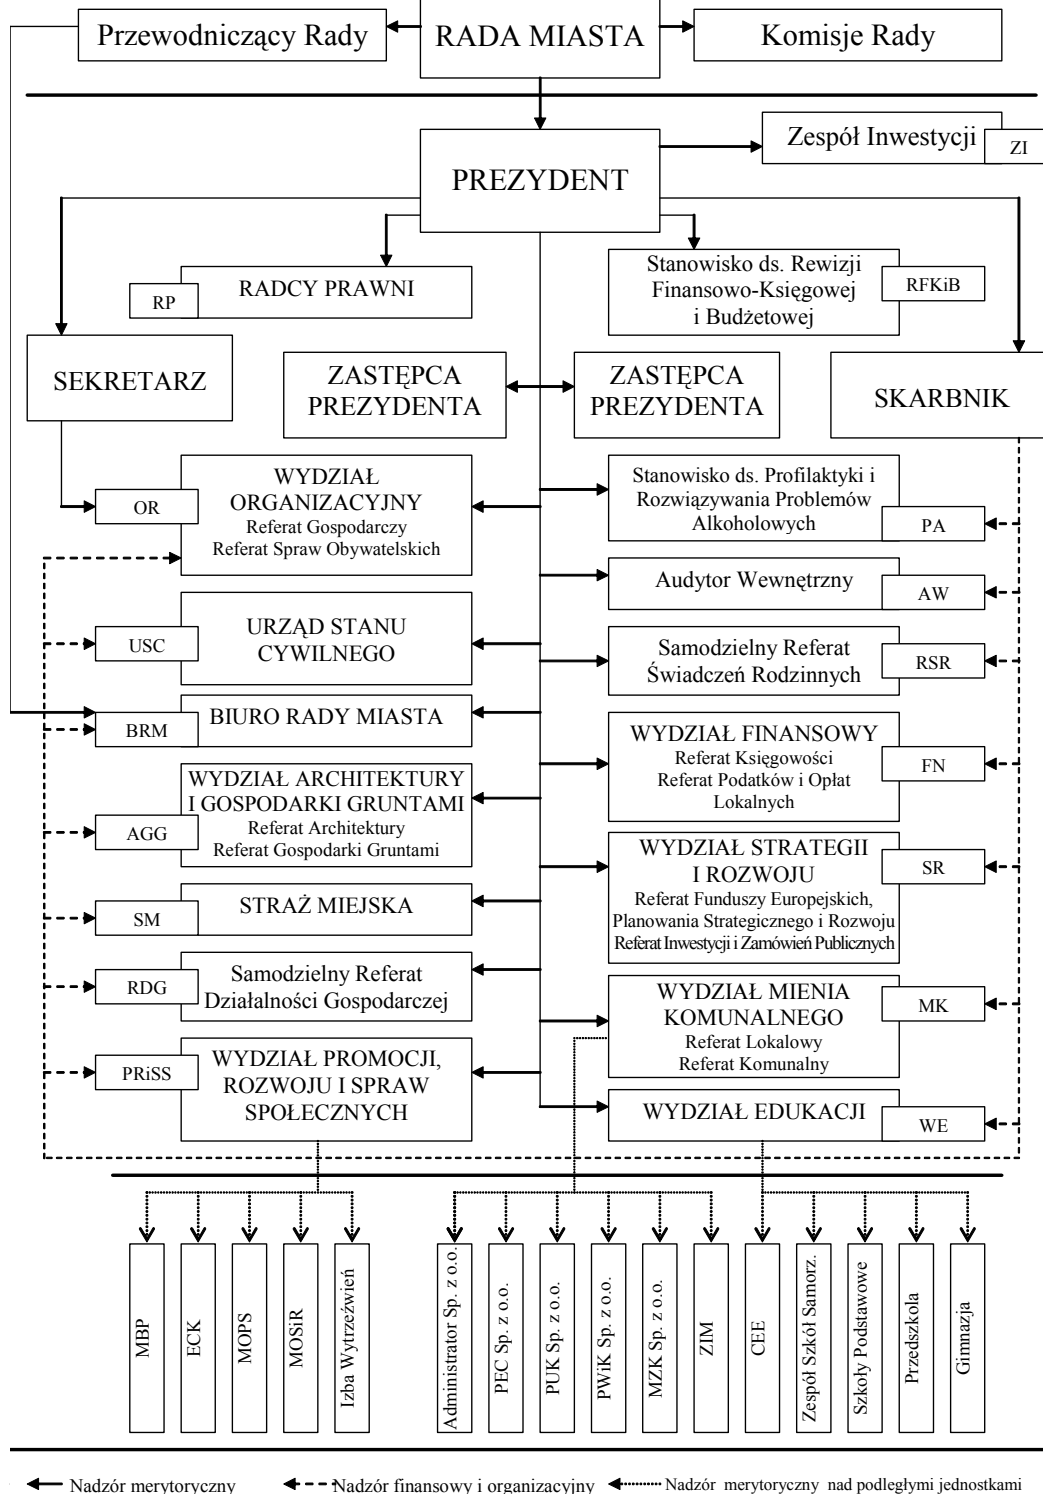 Przewodniczący Rady
RADA MIASTA
Komisje Rady
Zespół Inwestycji
ZI
PREZYDENT
RADCY PRAWNI
RP
Stanowisko ds. Rewizji
Finansowo-Księgowej
i Budżetowej
RFKiB
SEKRETARZ
ZASTĘPCA
PREZYDENTA
ZASTĘPCA
PREZYDENTA
SKARBNIK
WYDZIAŁ
ORGANIZACYJNY
Referat Gospodarczy
Referat Spraw Obywatelskich
OR
Stanowisko ds. Profilaktyki i
Rozwiązywania Problemów
Alkoholowych
PA
Audytor Wewnętrzny
AW
URZĄD STANU
CYWILNEGO
USC
Samodzielny Referat
Świadczeń Rodzinnych
RSR
BIURO RADY MIASTA
BRM
WYDZIAŁ FINANSOWY
Referat Księgowości
Referat Podatków i Opłat
Lokalnych
FN
WYDZIAŁ ARCHITEKTURY
I GOSPODARKI GRUNTAMI
Referat Architektury
Referat Gospodarki Gruntami
AGG
WYDZIAŁ STRATEGII
I ROZWOJU
Referat Funduszy Europejskich,
Planowania Strategicznego i Rozwoju
Referat Inwestycji i Zamówień Publicznych
SR
STRAŻ MIEJSKA
SM
Samodzielny Referat
Działalności Gospodarczej
RDG
WYDZIAŁ MIENIA
KOMUNALNEGO
Referat Lokalowy
Referat Komunalny
MK
WYDZIAŁ PROMOCJI,
ROZWOJU I SPRAW
SPOŁECZNYCH
PRiSS
WYDZIAŁ EDUKACJI
WE
MBP
ECK
MOPS
MOSiR
Izba Wytrzeźwień
Administrator Sp. z o.o.
PEC Sp. z o.o.
PUK Sp. z o.o.
PWiK Sp. z o.o.
MZK Sp. z o.o.
ZIM
CEE
Zespół Szkół Samorz.
Szkoły Podstawowe
Przedszkola
Gimnazja
Nadzór merytoryczny
Nadzór finansowy i organizacyjny
Nadzór merytoryczny nad podległymi jednostkami